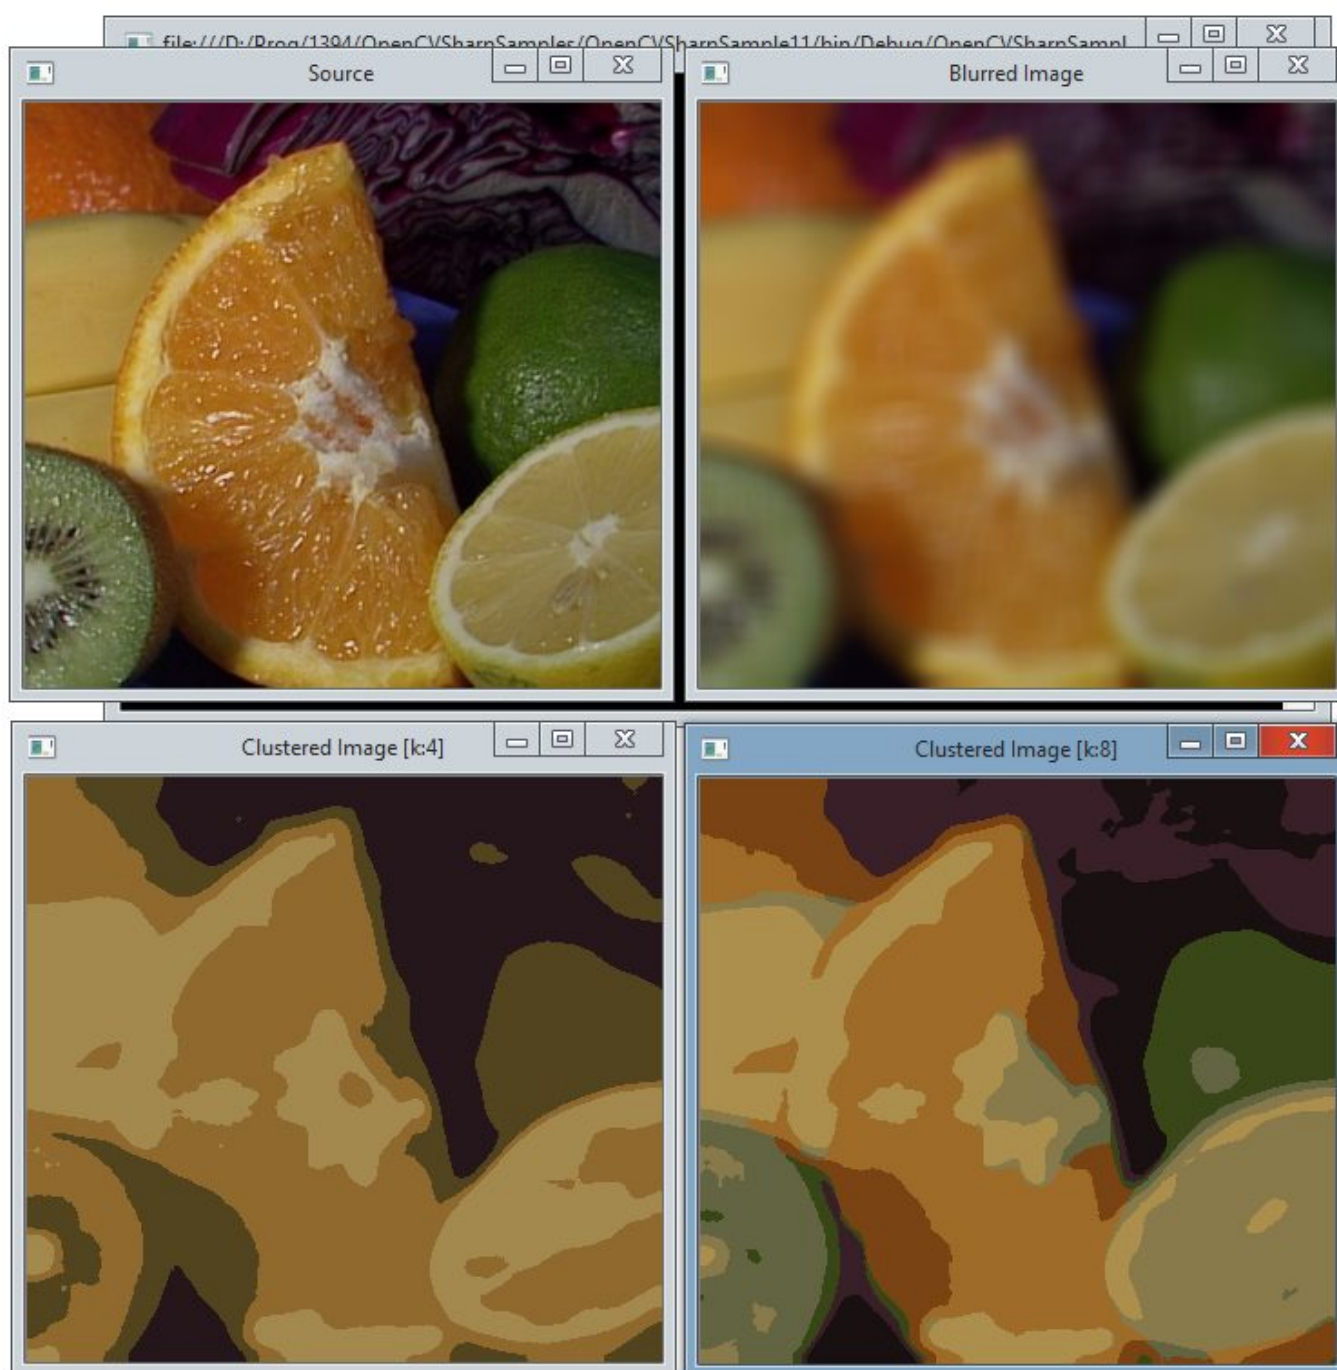 file:///D:/Prog/1394/OpenCVSharpSamples/OpenCVSharpSample11/bin/Debug/OpenCVSharpSampl...
Source
Blurred Image
Clustered Image [k:4]
Clustered Image [k:8]